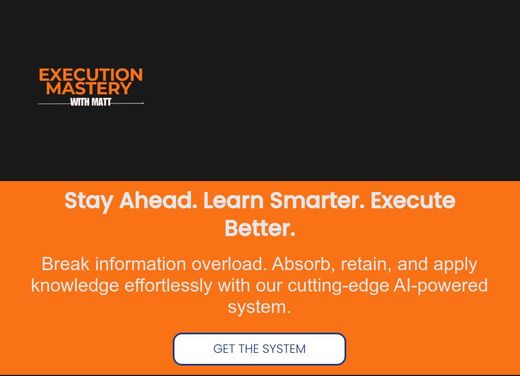 EXECUTION
MASTERY
WITH MATT
Stay Ahead. Learn Smarter. Execute
Better.
Break information overload. Absorb, retain, and apply
knowledge effortlessly with our cutting-edge AI-powered
system.
GET THE SYSTEM